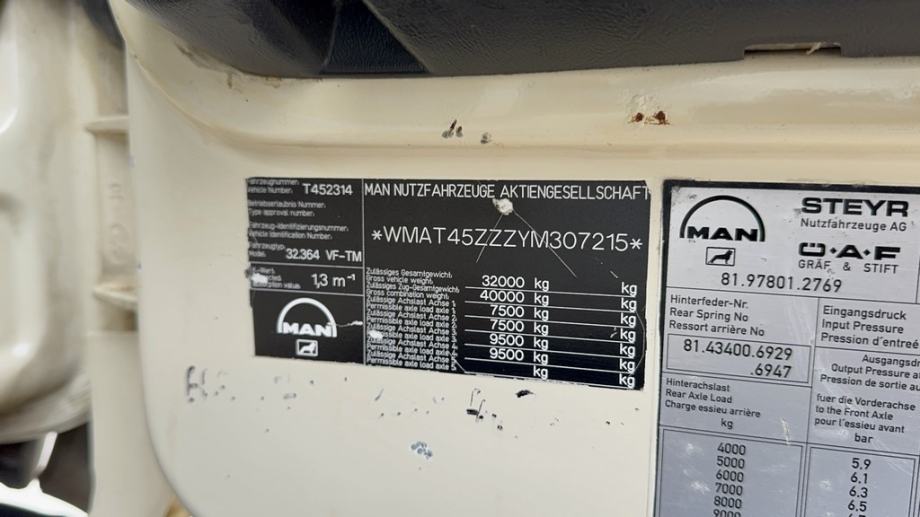 Fahrzeugnummer:
Vehicle Number: T452314
Betriebserlaubnis Nummer:
Type approval number:
Fahrzeug-Identifizierungsnummer:
Vehicle Identification Number:
Fahrzeugtyp:
Model: 32.364 VF-TM
1,3 m⁻¹
MAN
MAN NUTZFAHRZEUGE AKTIENGESELLSCHAFT
*WMAT45ZZZYM307215*
Zulässiges Gesamtgewicht:
Gross vehicle weight: 32000 kg kg
Zulässiges Zug-Gesamtgewicht:
Gross combination weight: 40000 kg kg
Zulässige Achslast Achse 1:
Permissible axle load axle 1: 7500 kg kg
Zulässige Achslast Achse 2:
Permissible axle load axle 2: 7500 kg kg
Zulässige Achslast Achse 3:
Permissible axle load axle 3: 9500 kg kg
Zulässige Achslast Achse 4:
Permissible axle load axle 4: 9500 kg kg
Zulässige Achslast Achse 5:
Permissible axle load axle 5: kg kg
MAN
STEYR
Nutzfahrzeuge AG
Ö·A·F
GRÄF & STIFT
81.97801.2769
Hinterfeder-Nr.
Rear Spring No
Ressort arrière No
81.43400.6929
.6947
Hinterachslast
Rear Axle Load
Charge essieu arrière
kg
4000
5000
6000
7000
8000
9000
Eingangsdruck
Input Pressure
Pression d'entrée
Ausgangsd
Output Pressure a
Pression de sortie au
fuer die Vorderachse
to the Front Axle
pour l'essieu avant
bar
5.9
6.1
6.3
6.5